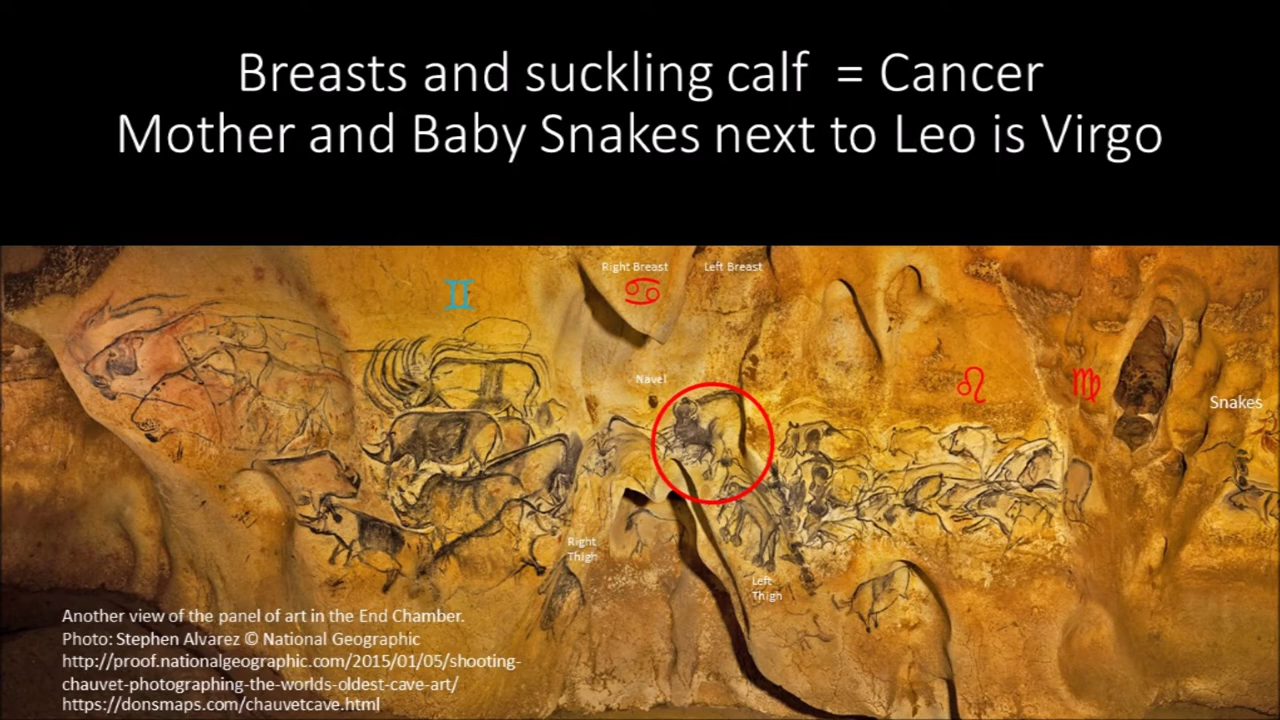 Breasts and suckling calf = Cancer
Mother and Baby Snakes next to Leo is Virgo
Right Breast
Left Breast
♊
♋
Navel
♌
♍
Snakes
Right
Thigh
Left
Thigh
Another view of the panel of art in the End Chamber.
Photo: Stephen Alvarez © National Geographic
http://proof.nationalgeographic.com/2015/01/05/shooting-
chauvet-photographing-the-worlds-oldest-cave-art/
https://donsmaps.com/chauvetcave.html